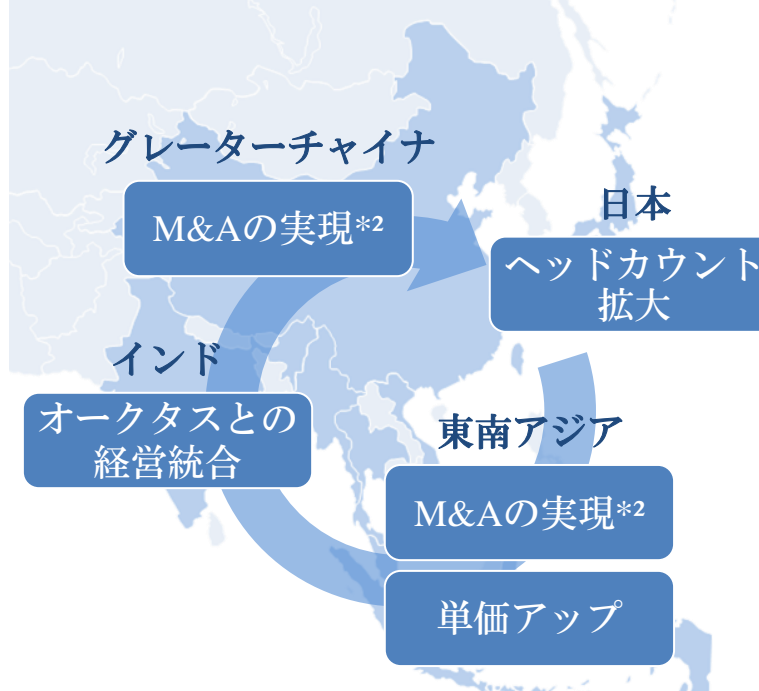 グレーターチャイナ
M&Aの実現*²
日本
ヘッドカウント
拡大
インド
オークタスとの
経営統合
東南アジア
M&Aの実現*²
単価アップ